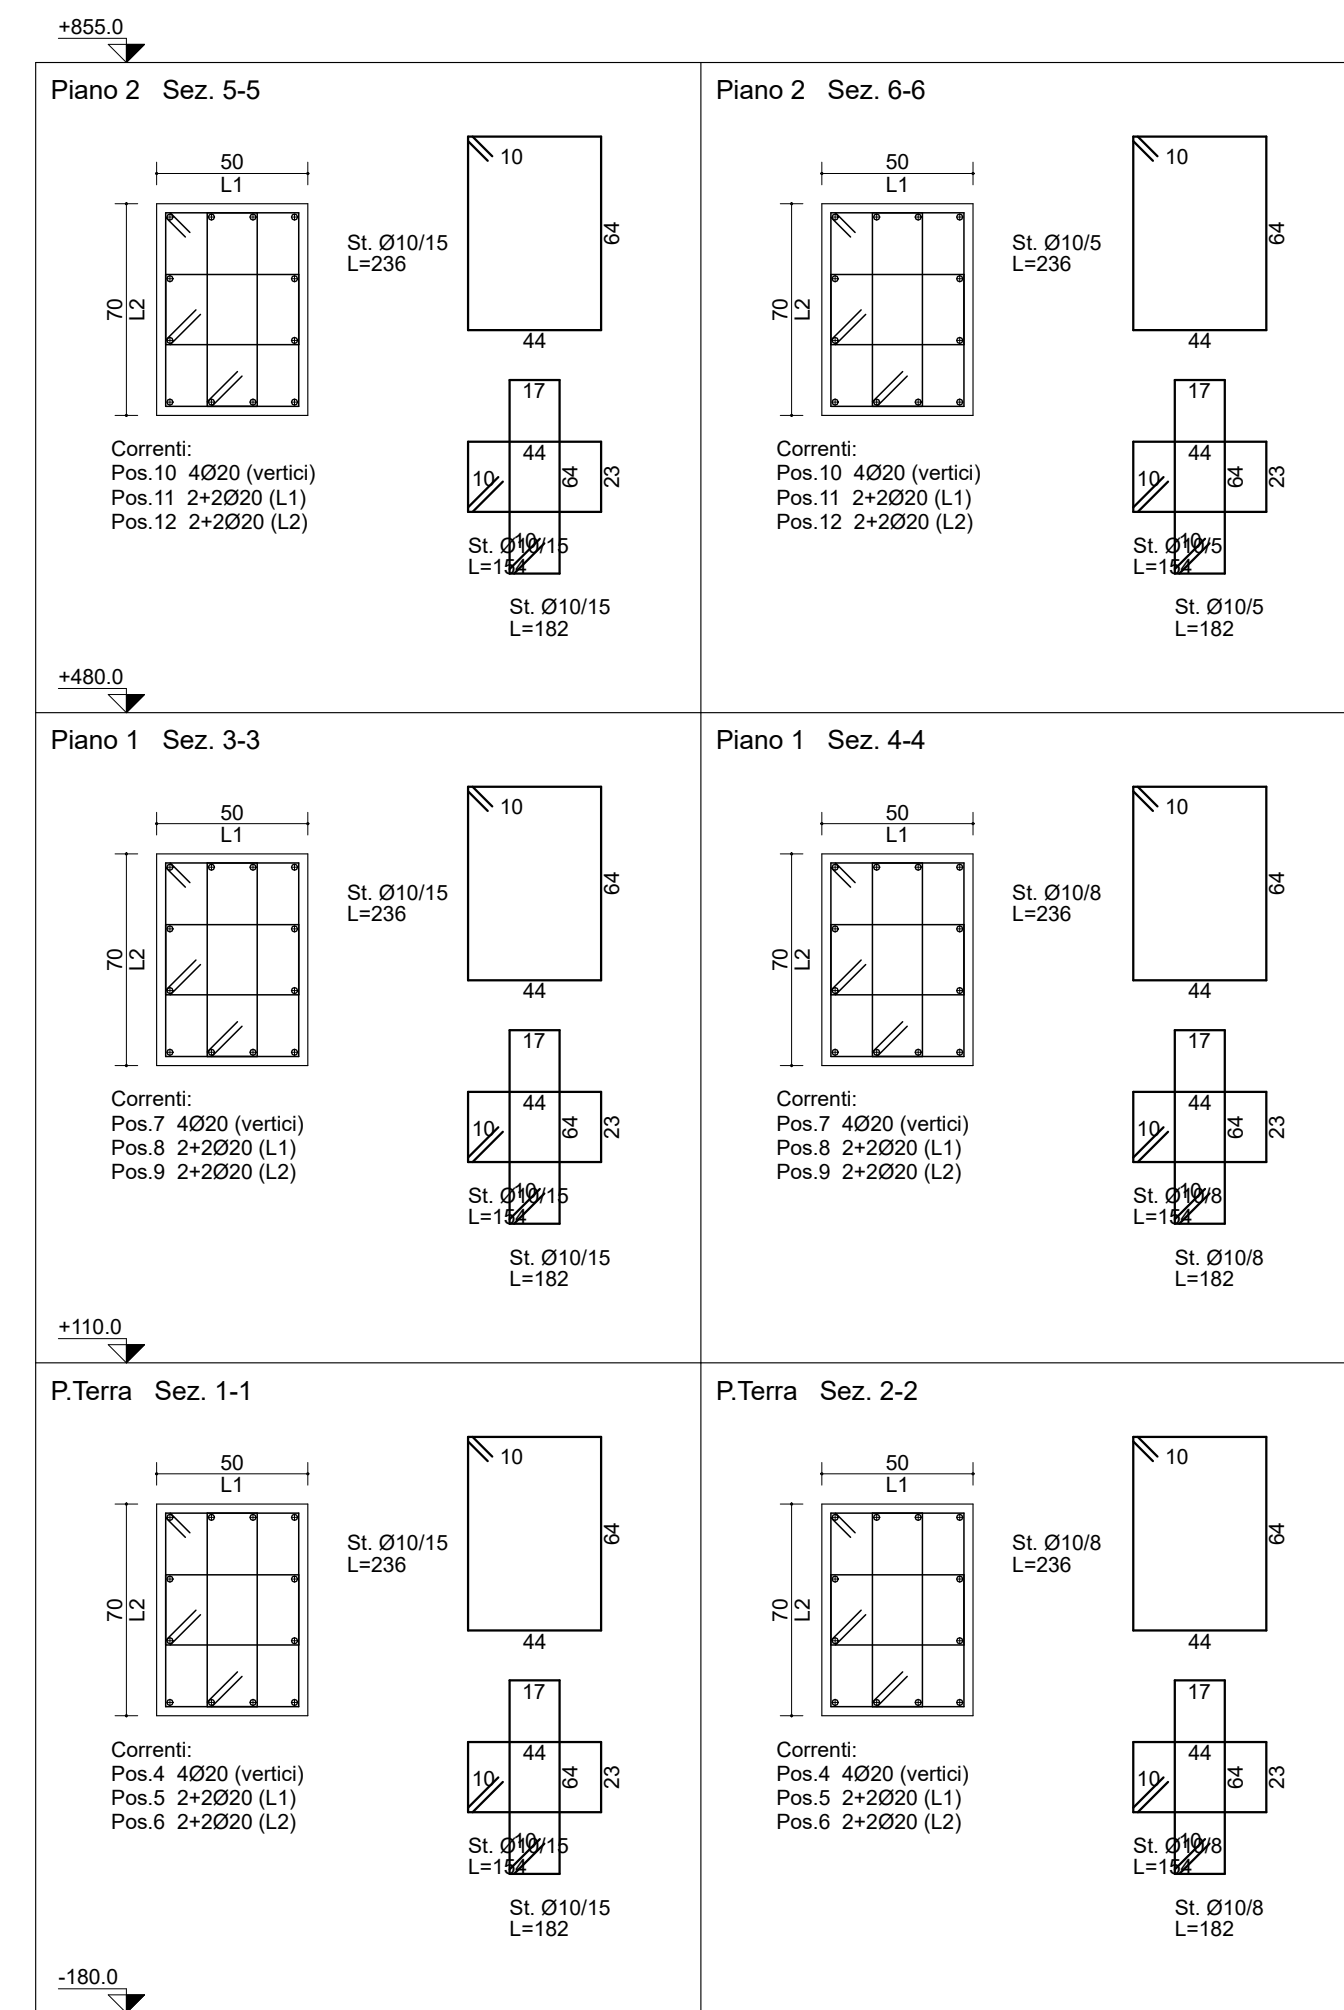 +855.0
Piano 2 Sez. 5-5
50
L1
70
L2
St. Ø10/15
L=236
10
64
44
Correnti:
Pos.10 4Ø20 (vertici)
Pos.11 2+2Ø20 (L1)
Pos.12 2+2Ø20 (L2)
17
44
10
64
23
10
St. Ø10/15
L=154
St. Ø10/15
L=182
Piano 2 Sez. 6-6
50
L1
70
L2
St. Ø10/5
L=236
10
64
44
Correnti:
Pos.10 4Ø20 (vertici)
Pos.11 2+2Ø20 (L1)
Pos.12 2+2Ø20 (L2)
17
44
10
64
23
10
St. Ø10/5
L=154
St. Ø10/5
L=182
+480.0
Piano 1 Sez. 3-3
50
L1
70
L2
St. Ø10/15
L=236
10
64
44
Correnti:
Pos.7 4Ø20 (vertici)
Pos.8 2+2Ø20 (L1)
Pos.9 2+2Ø20 (L2)
17
44
10
64
23
10
St. Ø10/15
L=154
St. Ø10/15
L=182
Piano 1 Sez. 4-4
50
L1
70
L2
St. Ø10/8
L=236
10
64
44
Correnti:
Pos.7 4Ø20 (vertici)
Pos.8 2+2Ø20 (L1)
Pos.9 2+2Ø20 (L2)
17
44
10
64
23
10
St. Ø10/8
L=154
St. Ø10/8
L=182
+110.0
P.Terra Sez. 1-1
50
L1
70
L2
St. Ø10/15
L=236
10
64
44
Correnti:
Pos.4 4Ø20 (vertici)
Pos.5 2+2Ø20 (L1)
Pos.6 2+2Ø20 (L2)
17
44
10
64
23
10
St. Ø10/15
L=154
St. Ø10/15
L=182
P.Terra Sez. 2-2
50
L1
70
L2
St. Ø10/8
L=236
10
64
44
Correnti:
Pos.4 4Ø20 (vertici)
Pos.5 2+2Ø20 (L1)
Pos.6 2+2Ø20 (L2)
17
44
10
64
23
10
St. Ø10/8
L=154
St. Ø10/8
L=182
-180.0